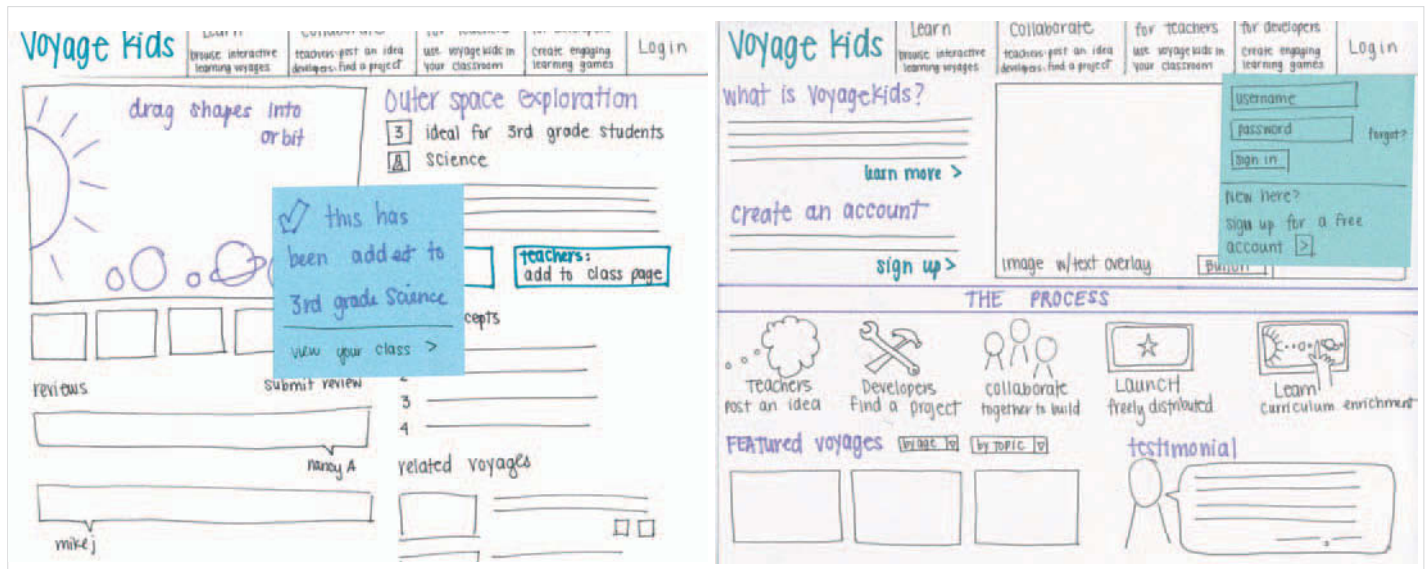 Voyage Kids
Learn
browse interactive
learning voyages
Collaborate
teachers: post an idea
developers: find a project
for teachers
use voyage kids in
your classroom
for developers
create engaging
learning games
Login
drag shapes into
orbit
outer space exploration
3 ideal for 3rd grade students
science
this has
been added to
3rd grade science
view your class >
teachers:
add to class page
cepts
2
3
4
reviews
submit review
nancy A
mike j
related voyages
Voyage Kids
Learn
browse interactive
learning voyages
Collaborate
teachers: post an idea
developers: find a project
for teachers
use voyage kids in
your classroom
for developers
create engaging
learning games
Login
what is Voyagekids?
learn more >
create an account
sign up >
username
password
forgot?
sign in
New here?
sign up for a free
account >
image w/text overlay
Button
THE PROCESS
Teachers
post an idea
Developers
find a project
collaborate
together to build
LAUNCH
freely distributed
Learn
curriculum enrichment
FEATured voyages
by age
by TOPIC
testimonial